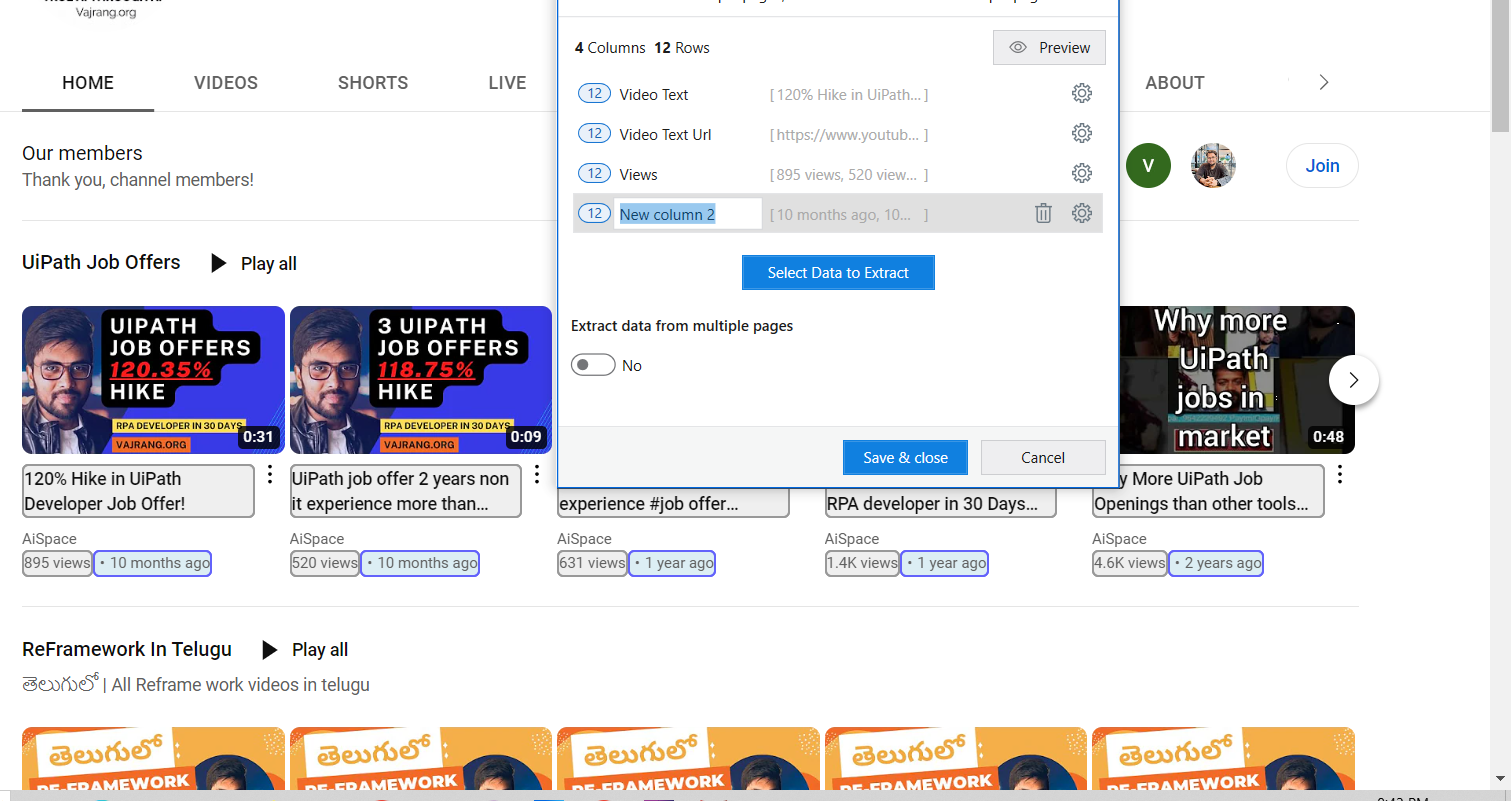 Vajrang.org
HOME VIDEOS SHORTS LIVE ABOUT
4 Columns 12 Rows
Preview
12 Video Text [ 120% Hike in UiPath... ]
12 Video Text Url [ https://www.youtub... ]
12 Views [ 895 views, 520 view... ]
12 New column 2 [ 10 months ago, 10... ]
Select Data to Extract
Extract data from multiple pages
No
Save & close Cancel
Our members
Thank you, channel members!
V
Join
UiPath Job Offers
Play all
UIPATH
JOB OFFERS
120.35%
HIKE
RPA DEVELOPER IN 30 DAYS
VAJRANG.ORG
0:31
3 UIPATH
JOB OFFERS
118.75%
HIKE
RPA DEVELOPER IN 30 DAYS
VAJRANG.ORG
0:09
Why more
UiPath
jobs in
market
0:48
120% Hike in UiPath
Developer Job Offer!
AiSpace
895 views • 10 months ago
UiPath job offer 2 years non
it experience more than...
AiSpace
520 views • 10 months ago
experience #job offer...
AiSpace
631 views • 1 year ago
RPA developer in 30 Days...
AiSpace
1.4K views • 1 year ago
More UiPath Job
Openings than other tools...
AiSpace
4.6K views • 2 years ago
ReFramework In Telugu
Play all
తెలుగులో | All Reframe work videos in telugu
తెలుగులో
RE-FRAMEWORK
తెలుగులో
RE-FRAMEWORK
తెలుగులో
RE-FRAMEWORK
తెలుగులో
RE-FRAMEWORK
తెలుగులో
RE-FRAMEWORK